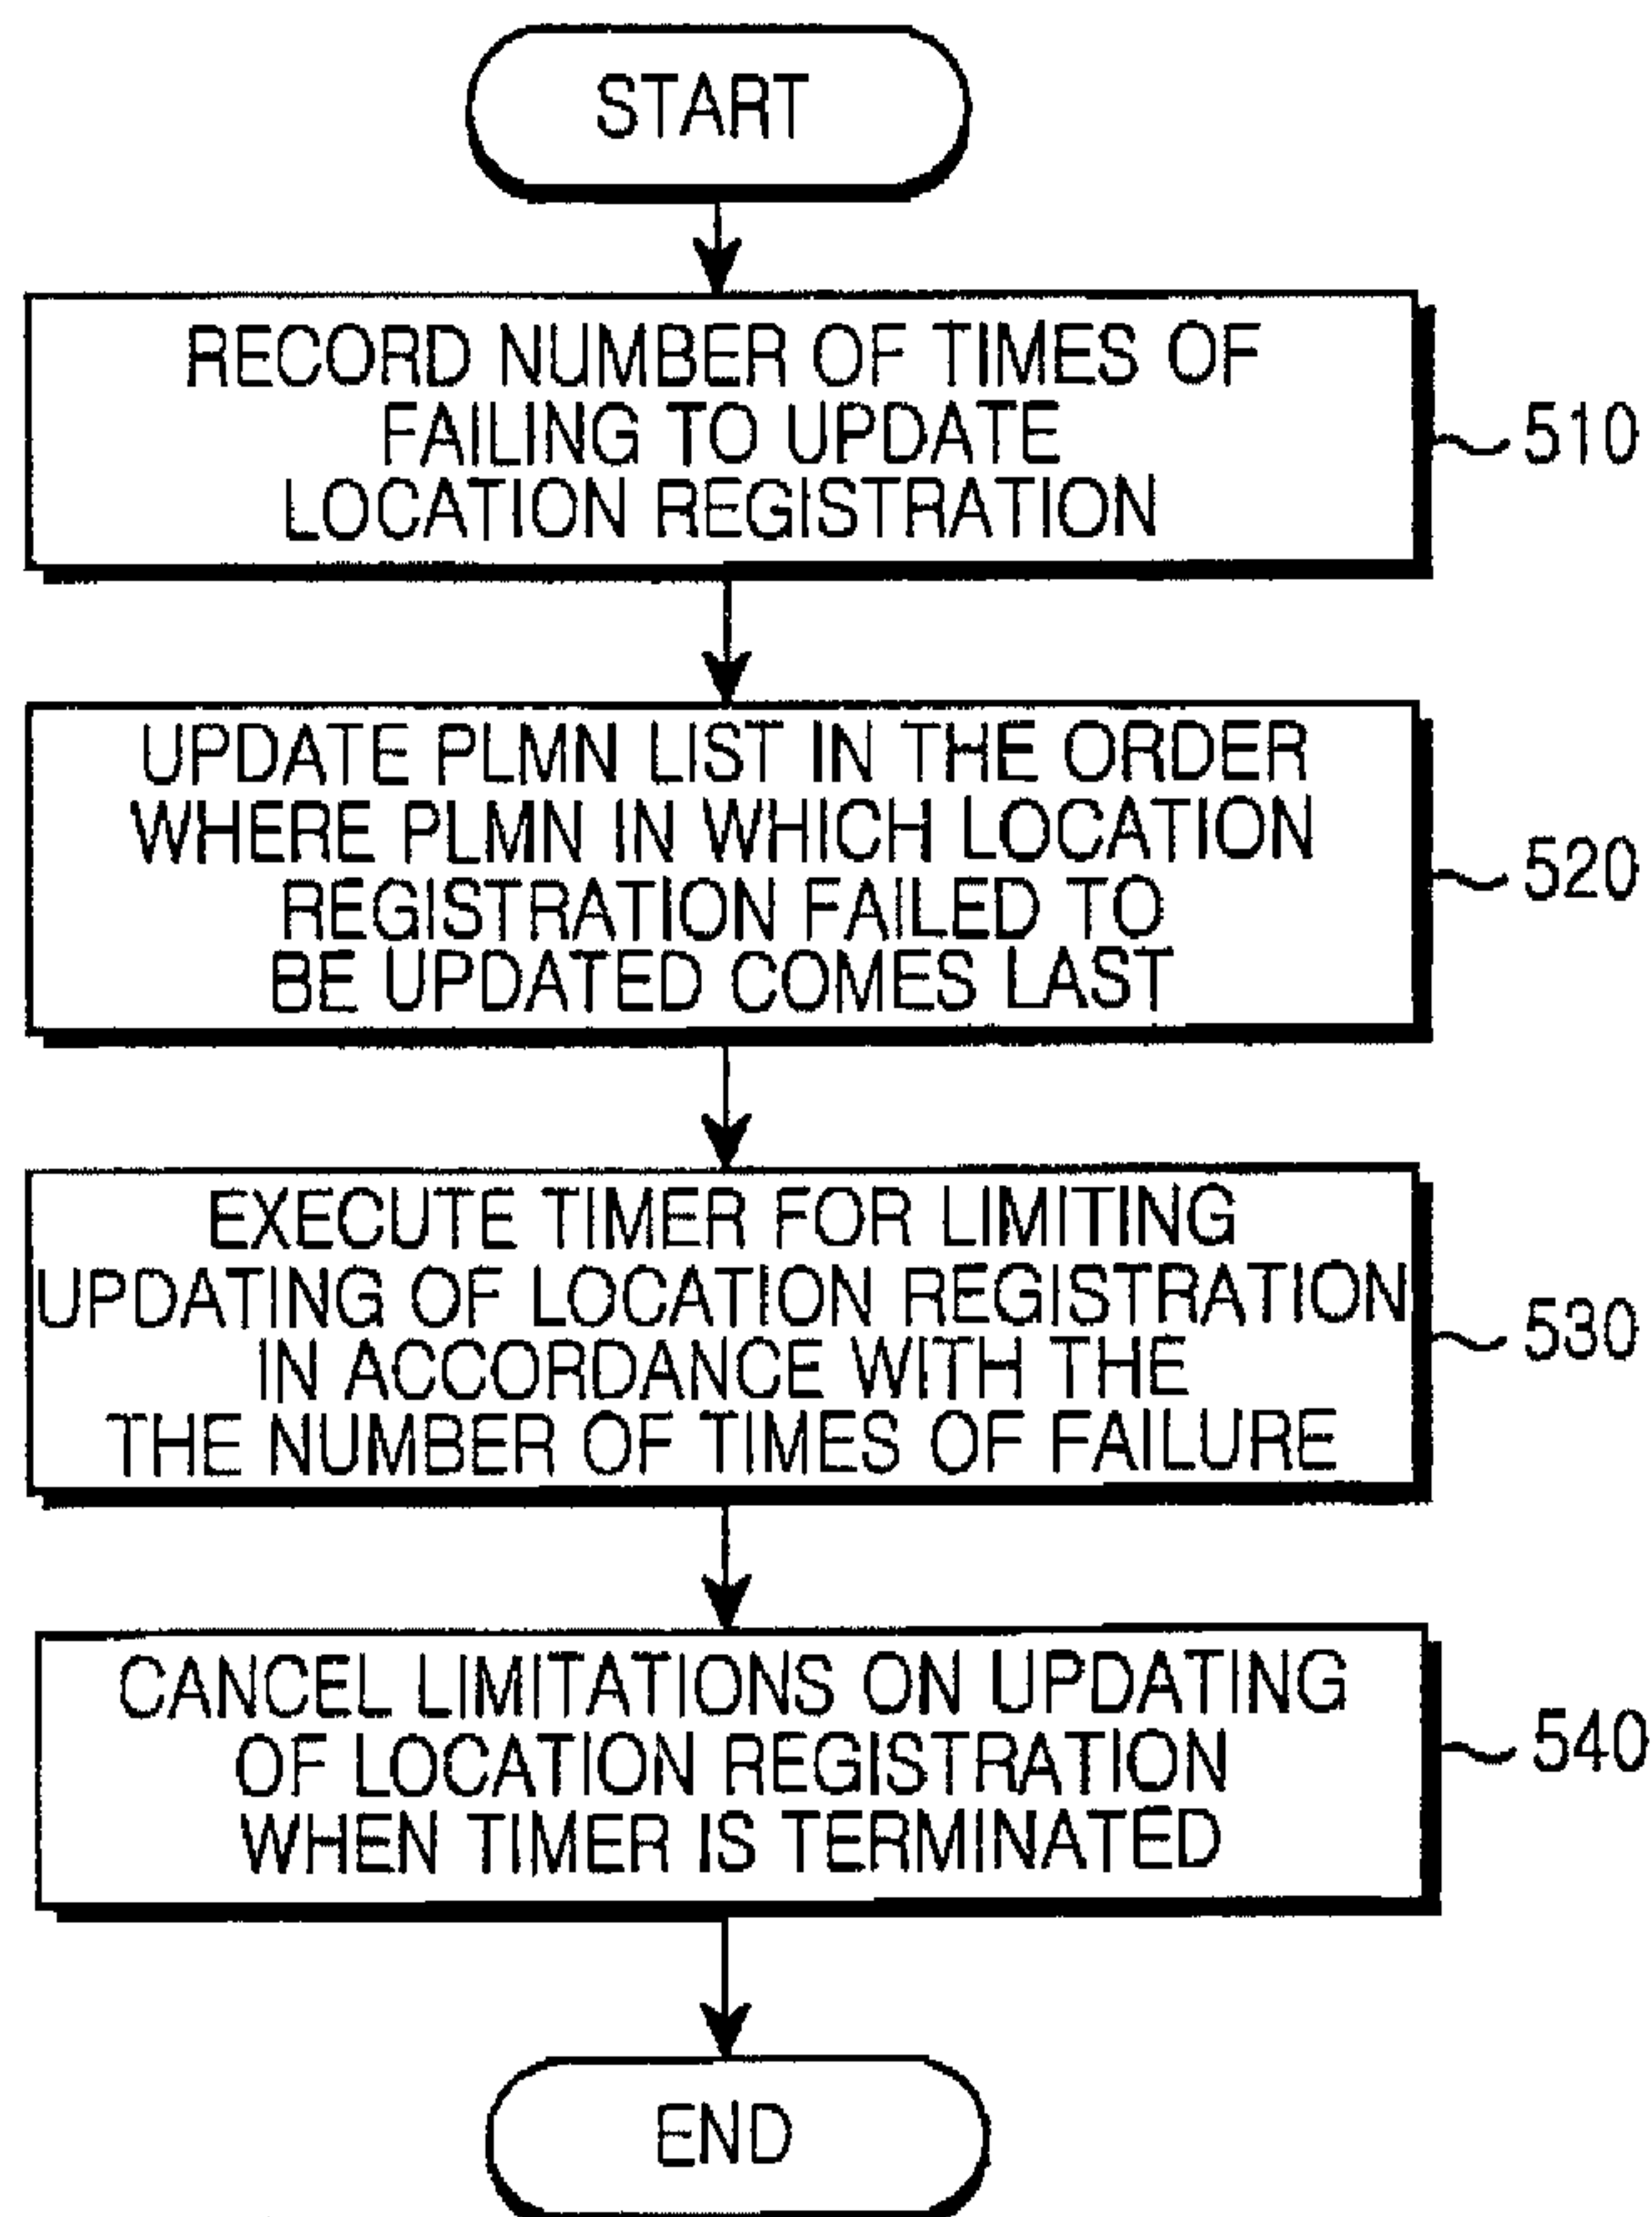 START
RECORD NUMBER OF TIMES OF
FAILING TO UPDATE
LOCATION REGISTRATION
510
UPDATE PLMN LIST IN THE ORDER
WHERE PLMN IN WHICH LOCATION
REGISTRATION FAILED TO
BE UPDATED COMES LAST
520
EXECUTE TIMER FOR LIMITING
UPDATING OF LOCATION REGISTRATION
IN ACCORDANCE WITH THE
THE NUMBER OF TIMES OF FAILURE
530
CANCEL LIMITATIONS ON UPDATING
OF LOCATION REGISTRATION
WHEN TIMER IS TERMINATED
540
END